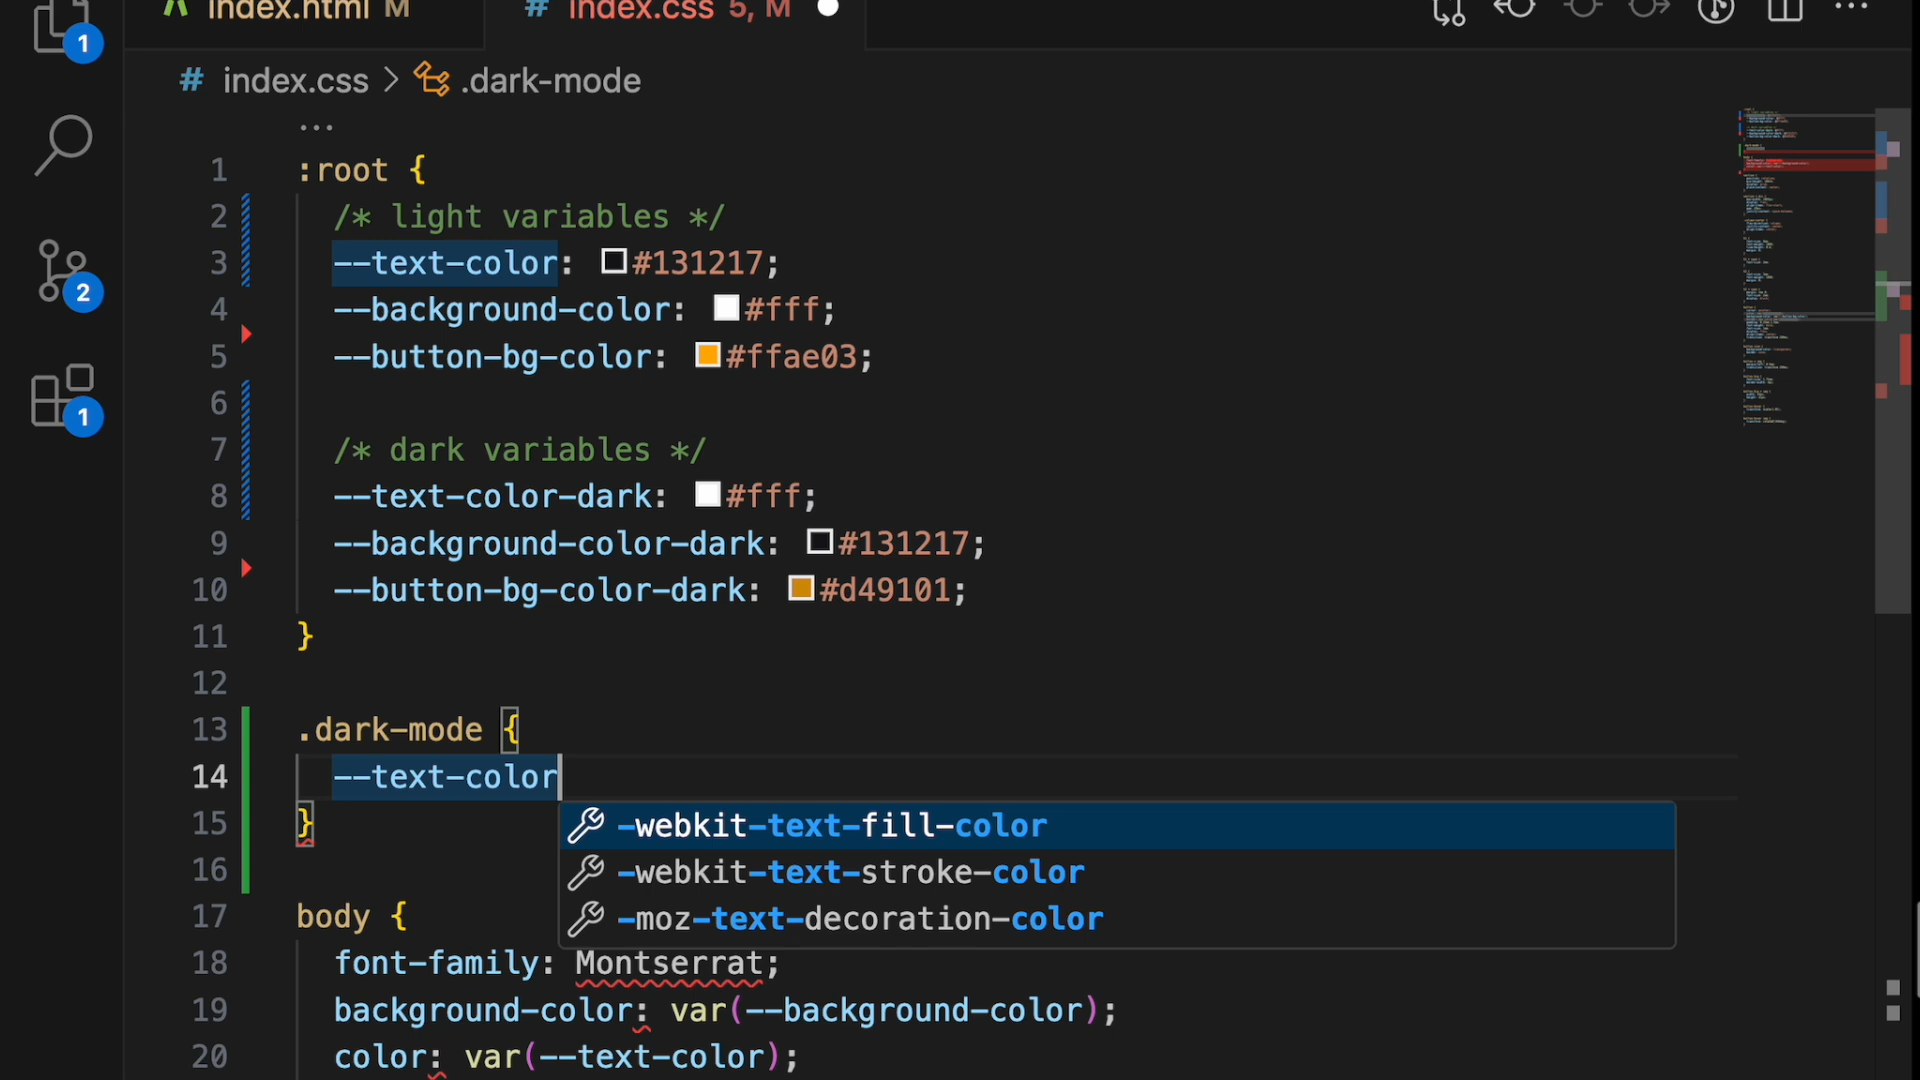 index.html M
# index.css 5, M
1
# index.css > .dark-mode
...
1 :root {
2 /* light variables */
3 --text-color: #131217;
4 --background-color: #fff;
5 --button-bg-color: #ffae03;
6
7 /* dark variables */
8 --text-color-dark: #fff;
9 --background-color-dark: #131217;
10 --button-bg-color-dark: #d49101;
11 }
12
13 .dark-mode {
14 --text-color
15 }
16
-webkit-text-fill-color
-webkit-text-stroke-color
-moz-text-decoration-color
17 body {
18 font-family: Montserrat;
19 background-color: var(--background-color);
20 color: var(--text-color);
2
1